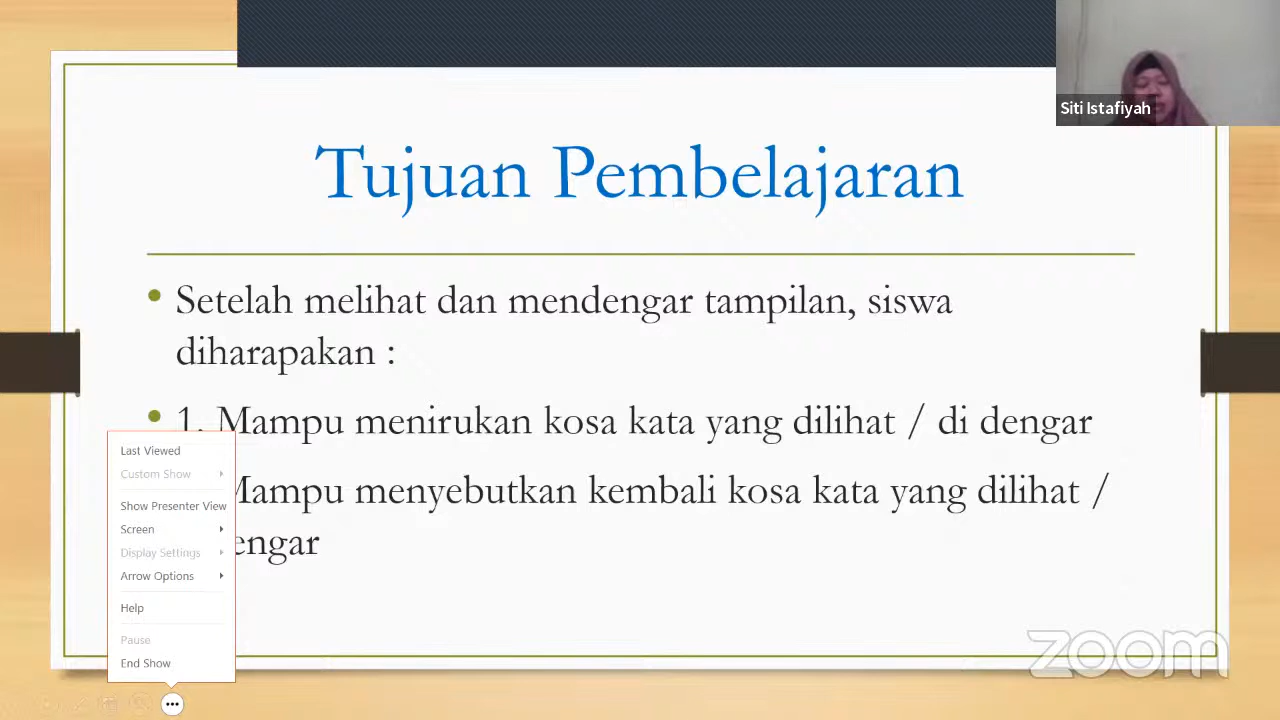 Siti Istafiyah
Tujuan Pembelajaran
• Setelah melihat dan mendengar tampilan, siswa
diharapakan :
• 1. Mampu menirukan kosa kata yang dilihat / di dengar
Mampu menyebutkan kembali kosa kata yang dilihat /
engar
Last Viewed
Custom Show
Show Presenter View
Screen
Display Settings
Arrow Options
Help
Pause
End Show
zoom